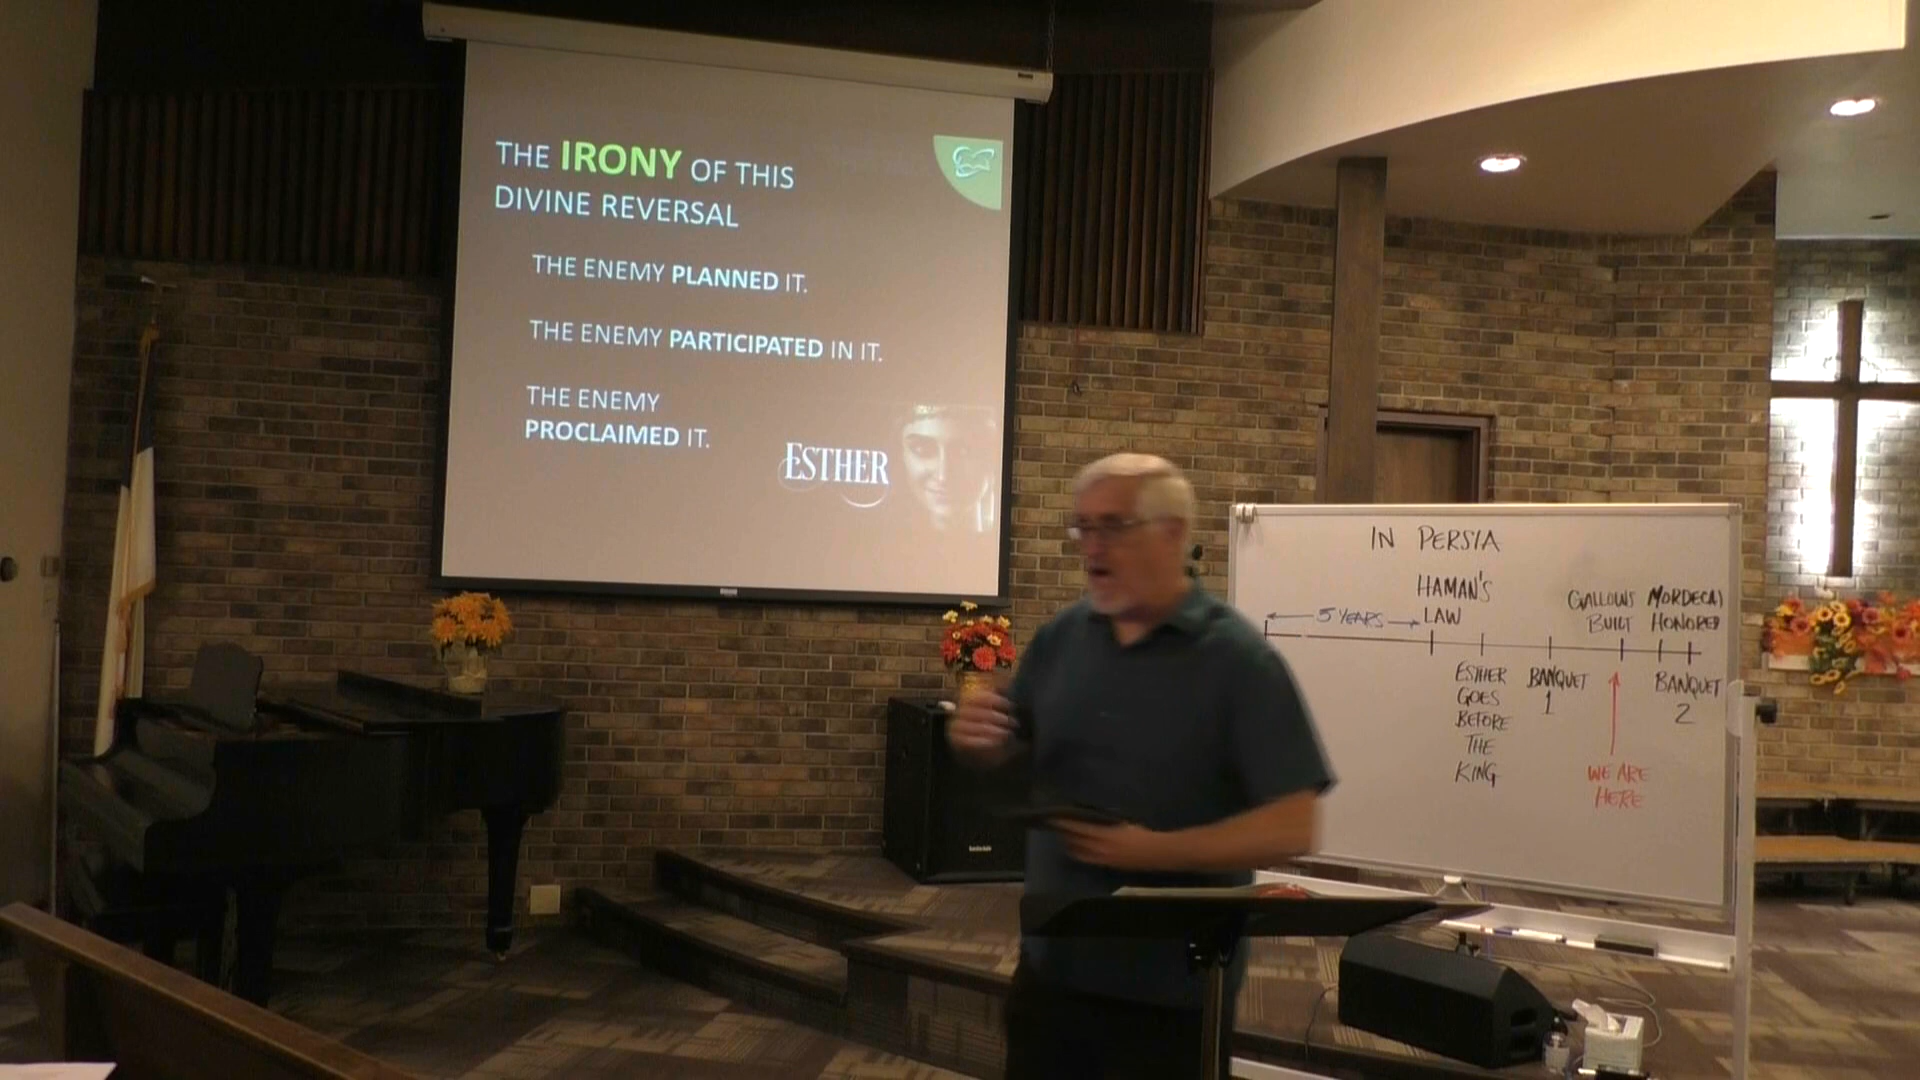 THE IRONY OF THIS
DIVINE REVERSAL
THE ENEMY PLANNED IT.
THE ENEMY PARTICIPATED IN IT.
THE ENEMY
PROCLAIMED IT.
ESTHER
IN PERSIA
HAMAN'S
LAW
5 YEARS
GALLOWS
BUILT
MORDECAI
HONORED
ESTHER
GOES
BEFORE
THE
KING
BANQUET
1
BANQUET
2
WE ARE
HERE